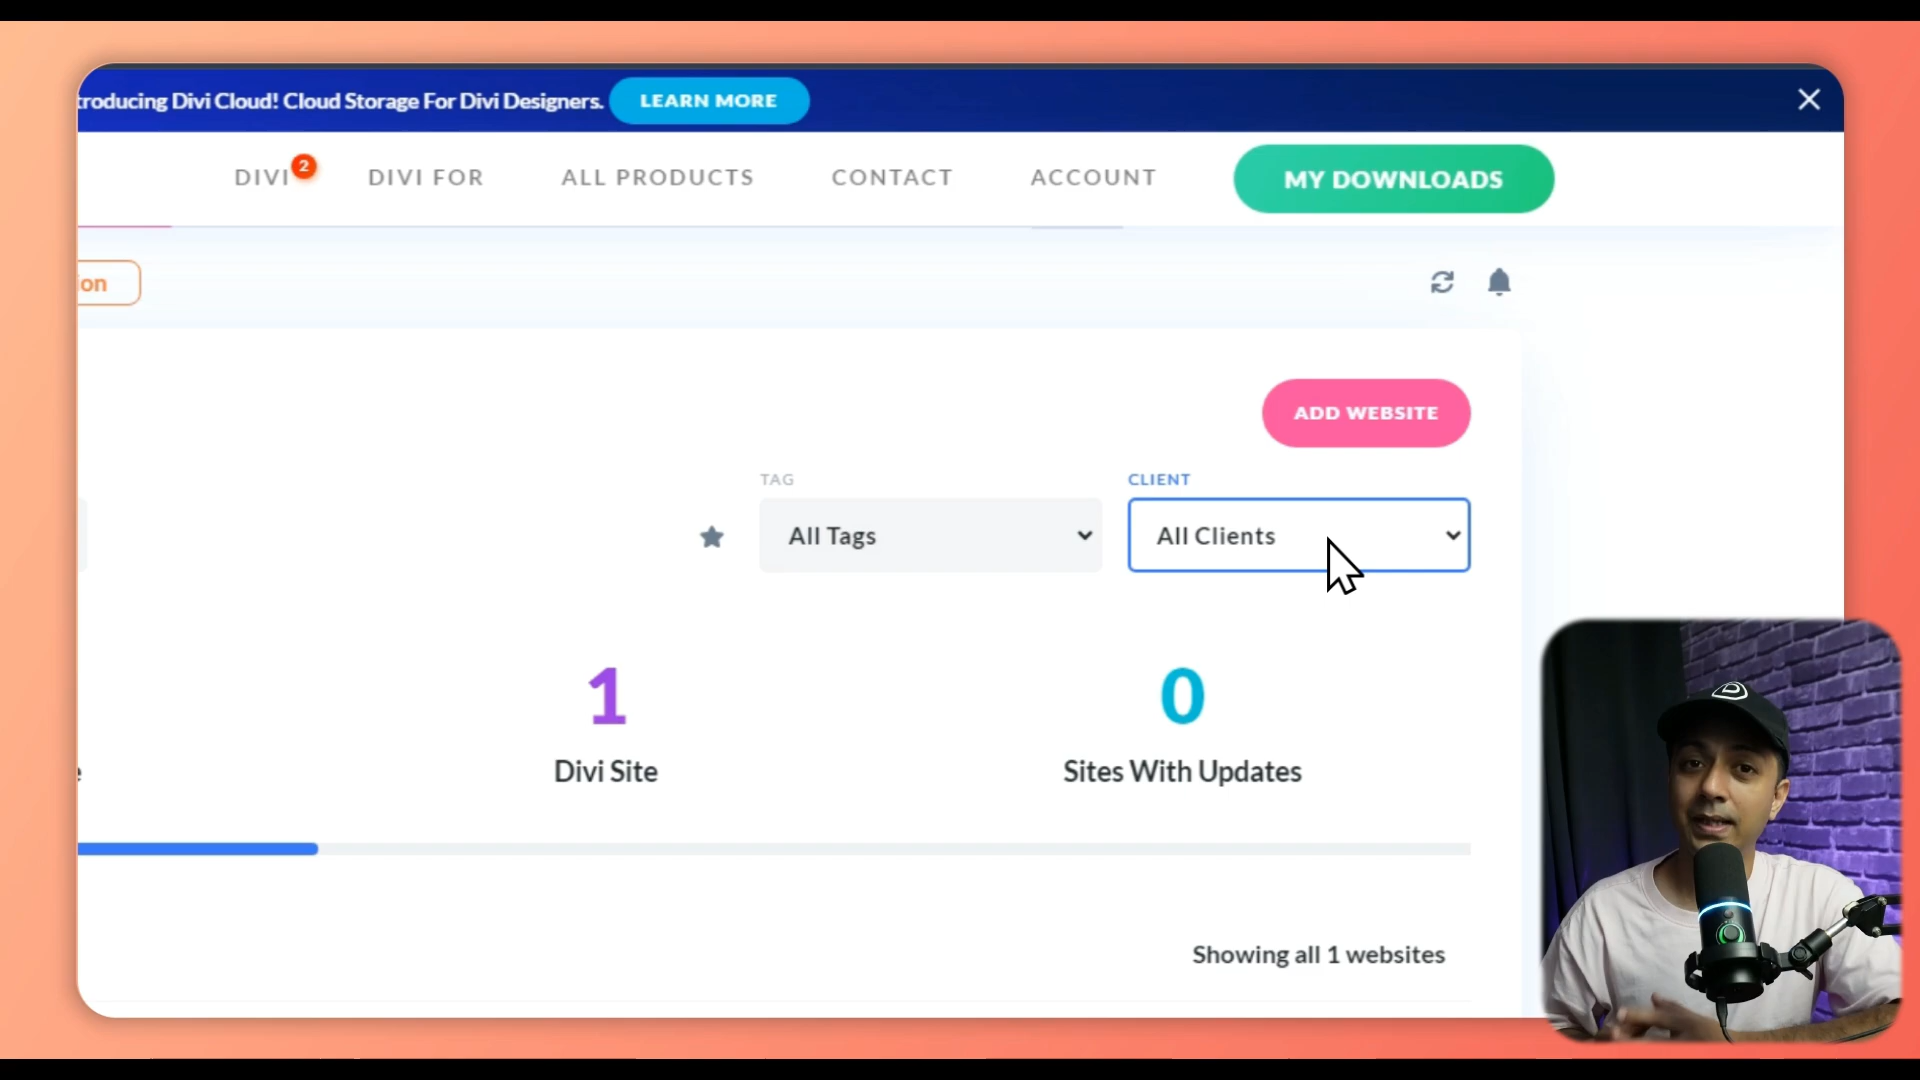 troducing Divi Cloud! Cloud Storage For Divi Designers. LEARN MORE
DIVI 2 DIVI FOR ALL PRODUCTS CONTACT ACCOUNT MY DOWNLOADS
on
ADD WEBSITE
TAG CLIENT
All Tags All Clients
1 0
Divi Site Sites With Updates
Showing all 1 websites